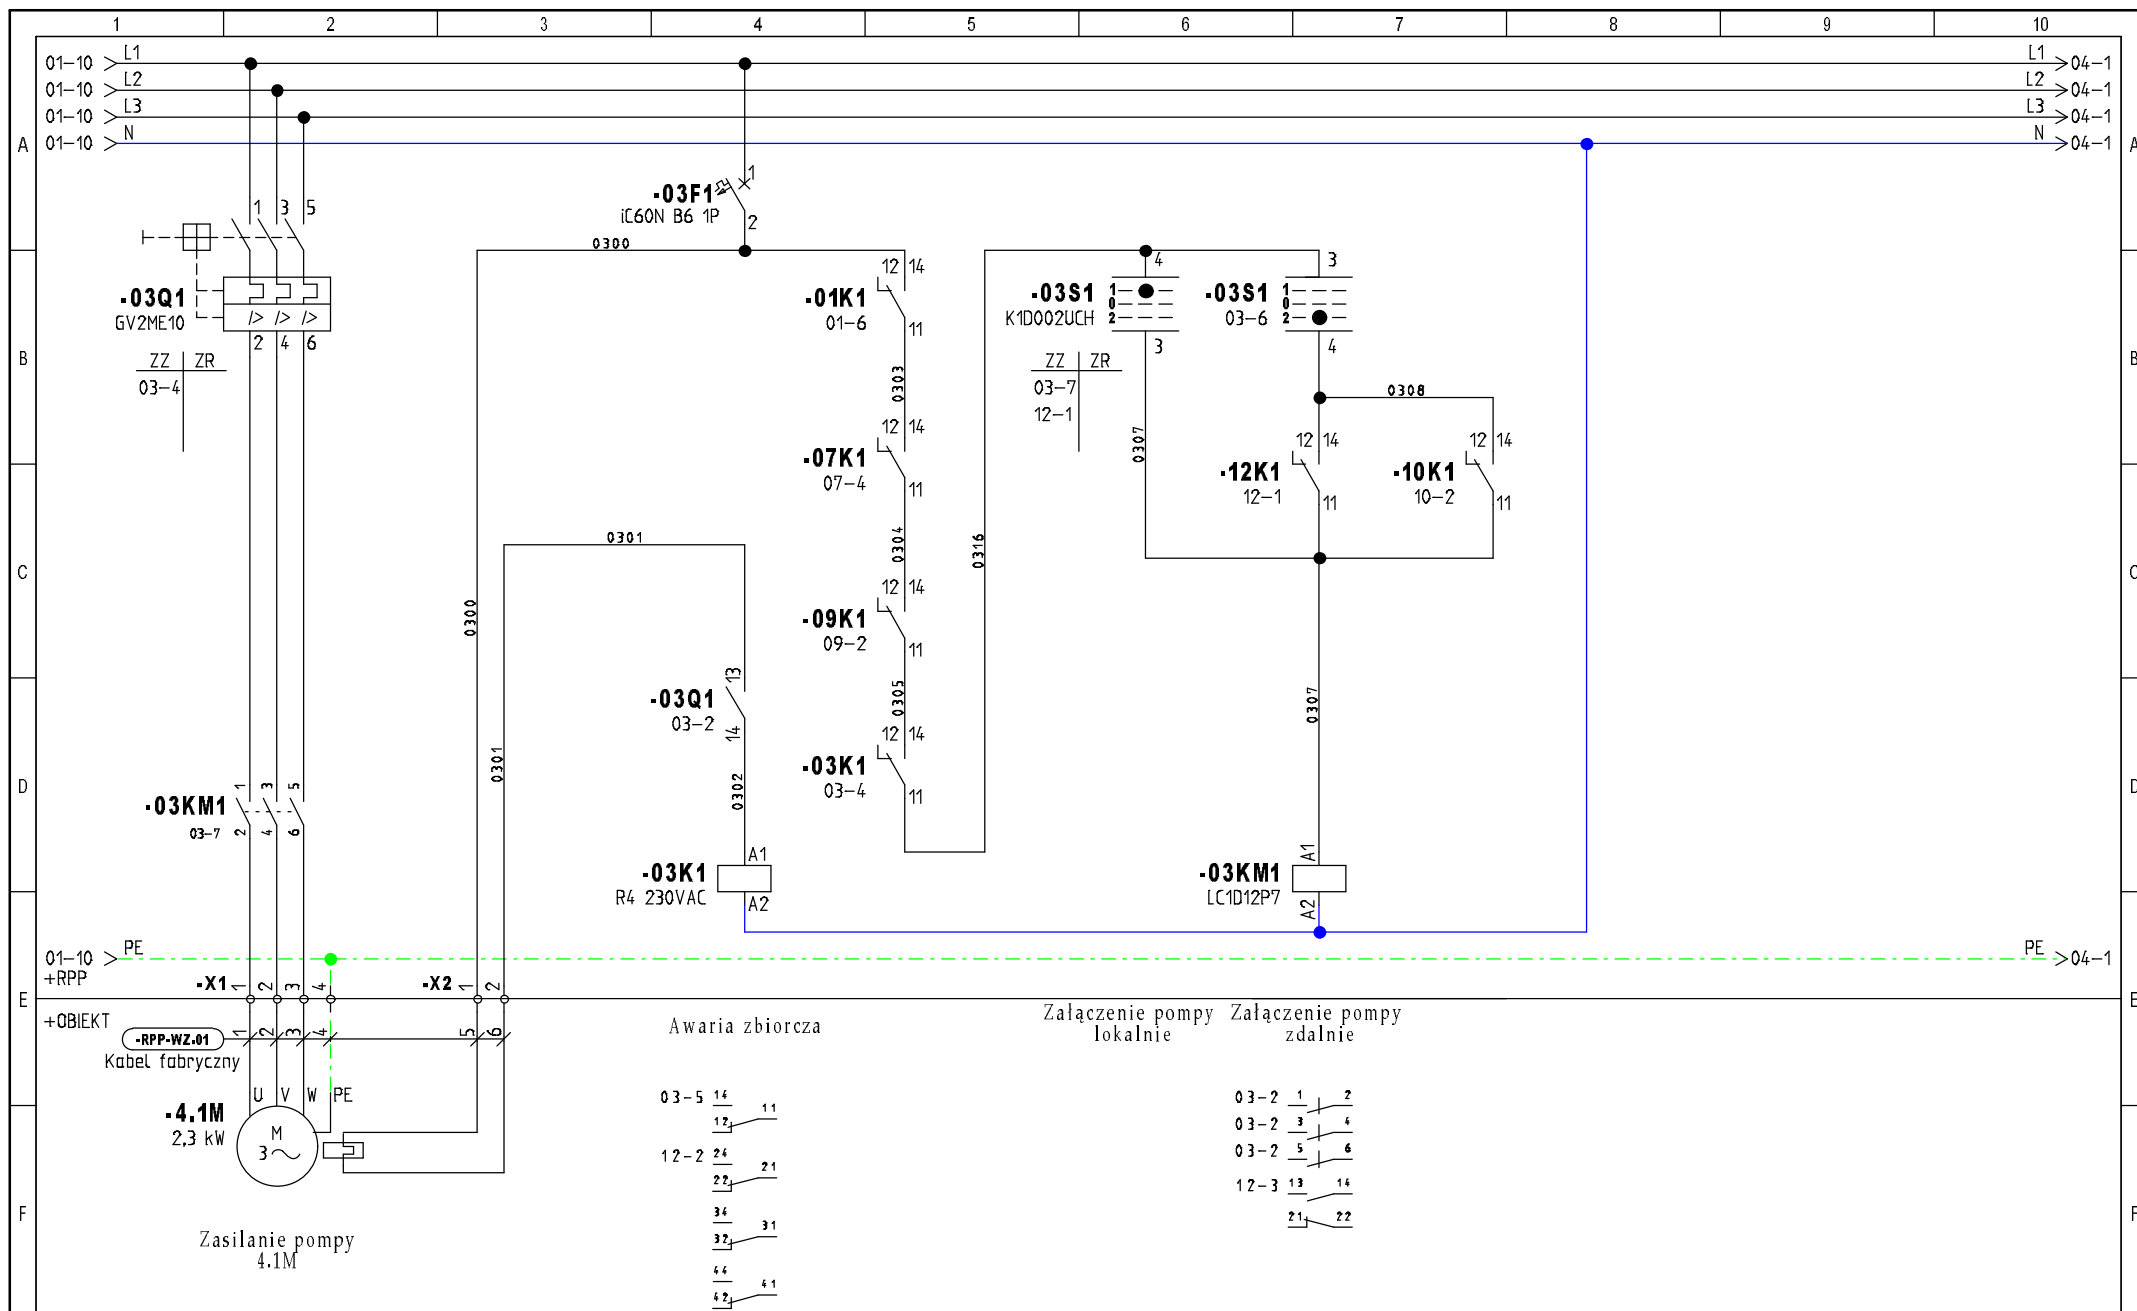 1 2 3 4 5 6 7 8 9 10
01-10 L1 L1 04-1
01-10 L2 L2 04-1
01-10 L3 L3 04-1
01-10 N N 04-1
A A
-03F1 1
iC60N B6 1P 2
1 3 5
0300
-03Q1
GV2ME10
2 4 6
ZZ ZR
03-4
12 14
-01K1
01-6
11
4
-03S1 1 0 2
K1D002UCH
3
ZZ ZR
03-7
12-1
3
-03S1 1 0 2
03-6
4
B B
0303
0308
0307
12 14
-07K1
07-4
11
12 14
-12K1
12-1
11
12 14
-10K1
10-2
11
0301
0304
0316
C C
0300
12 14
-09K1
09-2
11
13
-03Q1
03-2
14
0305
0307
0301
0302
12 14
-03K1
03-4
11
D D
1 3 5
-03KM1
03-7
2 4 6
A1
-03K1
R4 230VAC
A2
A1
-03KM1
LC1D12P7
A2
01-10 PE PE 04-1
+RPP
-X1 1 2 3 4
-X2 1 2
E E
+OBIEKT
-RPP-WZ.01 1 2 3 4 5 6
Kabel fabryczny
U V W PE
-4.1M
2,3 kW
M
3
Zasilanie pompy
4.1M
Awaria zbiorcza
Załączenie pompy
lokalnie
Załączenie pompy
zdalnie
03-5 14
11
12
12-2 24
21
22
34
31
32
44
41
42
03-2 1 2
03-2 3 4
03-2 5 6
12-3 13 14
21 22
F F